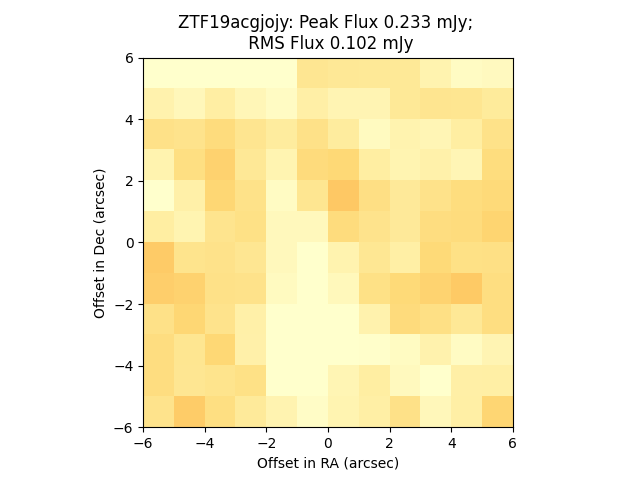 ZTF19acgjojy: Peak Flux 0.233 mJy;
RMS Flux 0.102 mJy
6
4
2
0
−2
−4
−6
Offset in Dec (arcsec)
−6 −4 −2 0 2 4 6
Offset in RA (arcsec)